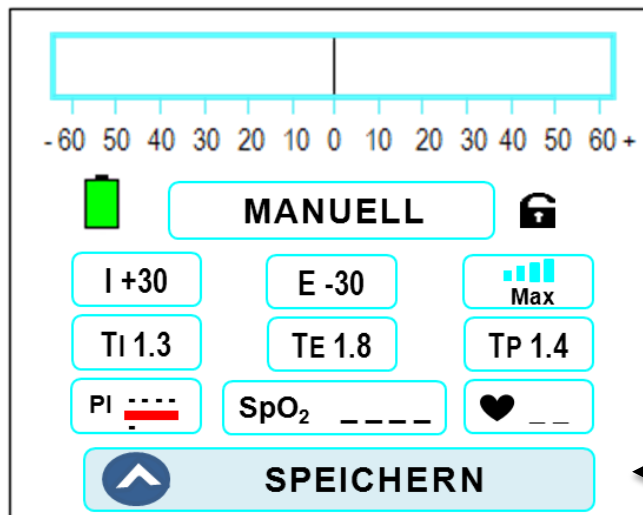 - 60 50 40 30 20 10 0 10 20 30 40 50 60 +
MANUELL
I +30 E -30 Max
TI 1.3 TE 1.8 TP 1.4
PI ---- - SpO₂ _ _ _ _ _ _
SPEICHERN